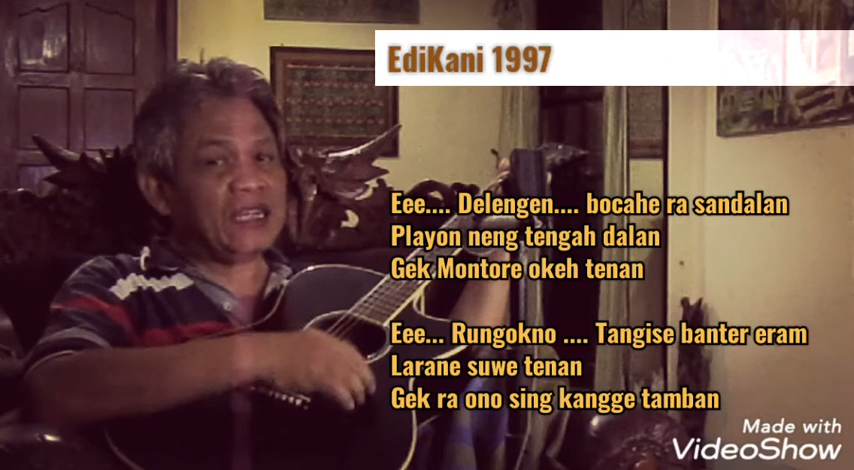 EdiKani 1997
Eee.... Delengen.... bocahe ra sandalan
Playon neng tengah dalan
Gek Montore okeh tenan
Eee... Rungokno .... Tangise banter eram
Larane suwe tenan
Gek ra ono sing kangge tamban
Made with
VideoShow